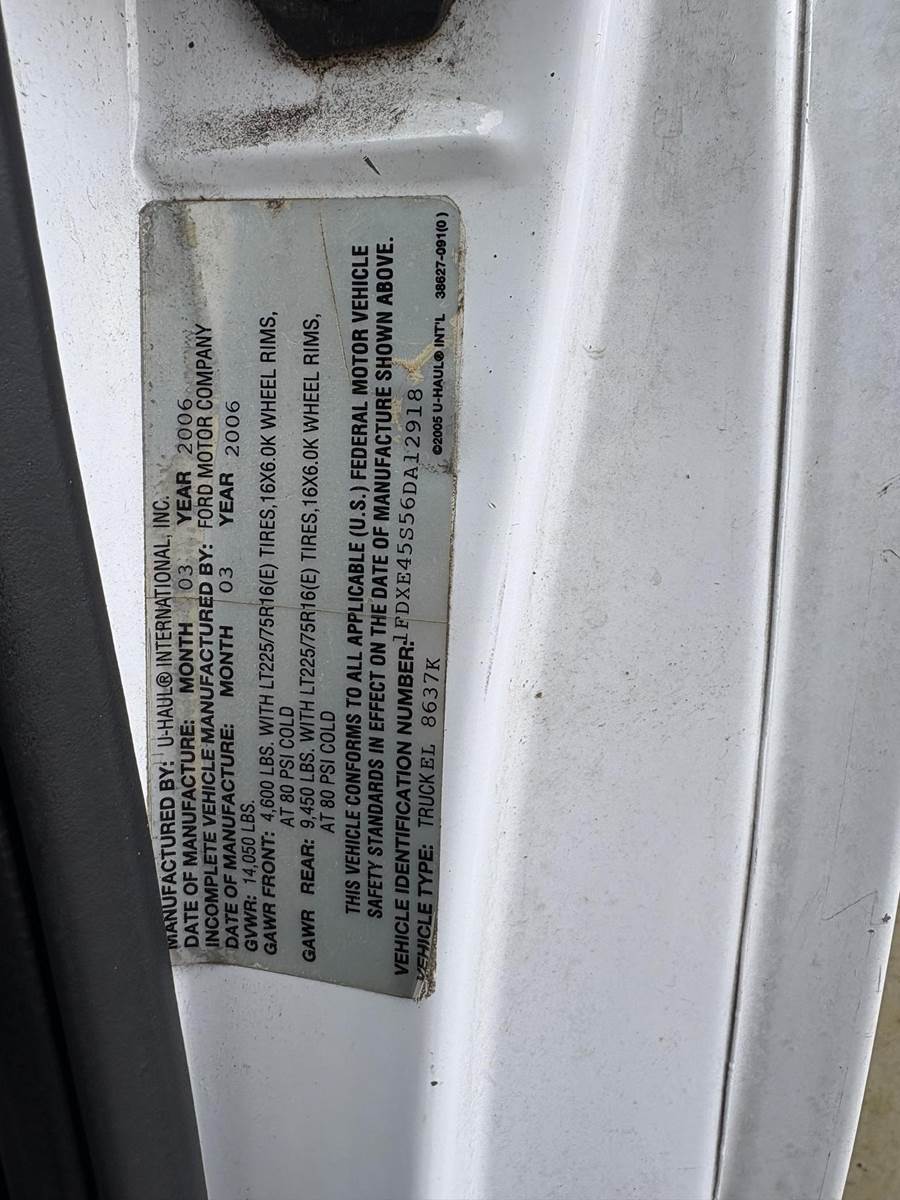 MANUFACTURED BY: U-HAUL® INTERNATIONAL, INC.
DATE OF MANUFACTURE: MONTH 03 YEAR 2006
INCOMPLETE VEHICLE MANUFACTURED BY: FORD MOTOR COMPANY
DATE OF MANUFACTURE: MONTH 03 YEAR 2006
GVWR: 14,050 LBS.
GAWR FRONT: 4,600 LBS. WITH LT225/75R16(E) TIRES,16X6.0K WHEEL RIMS,
AT 80 PSI COLD
GAWR REAR: 9,450 LBS. WITH LT225/75R16(E) TIRES,16X6.0K WHEEL RIMS,
AT 80 PSI COLD
THIS VEHICLE CONFORMS TO ALL APPLICABLE (U.S.) FEDERAL MOTOR VEHICLE
SAFETY STANDARDS IN EFFECT ON THE DATE OF MANUFACTURE SHOWN ABOVE.
VEHICLE IDENTIFICATION NUMBER: 1FDXE45S56DA12918
VEHICLE TYPE: TRUCK EL 8637K
©2005 U-HAUL® INT'L 38627-091(0)